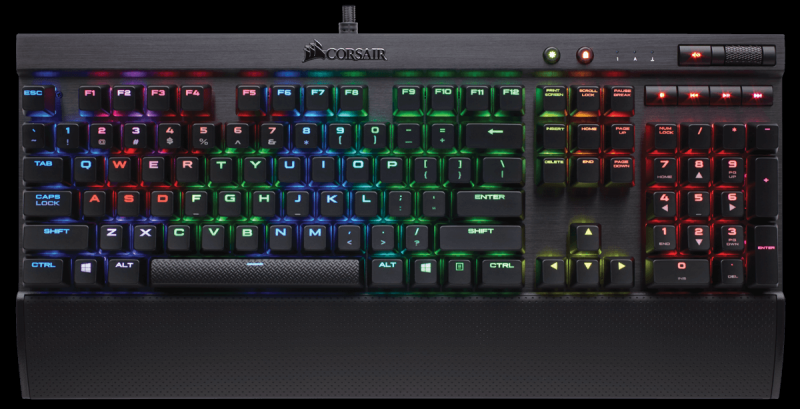 CORSAIR
ESC F1 F2 F3 F4 F5 F6 F7 F8 F9 F10 F11 F12 PRINT SCREEN SCROLL LOCK PAUSE BREAK
1 2 @ 3 # 4 $ 5 % 6 ^ 7 & 8 * 9 ( 0 ) - _ = + INSERT HOME PAGE UP NUM LOCK / * -
TAB Q W E R T Y U I O P [ { ] } \ | DELETE END PAGE DOWN 7 HOME 8 9 PG UP +
CAPS LOCK A S D F G H J K L ; : ENTER 4 5 6
SHIFT Z X C V B N M , < . > / ? SHIFT 1 END 2 3 PG DWN ENTER
CTRL ALT ALT CTRL 0 INS . DEL